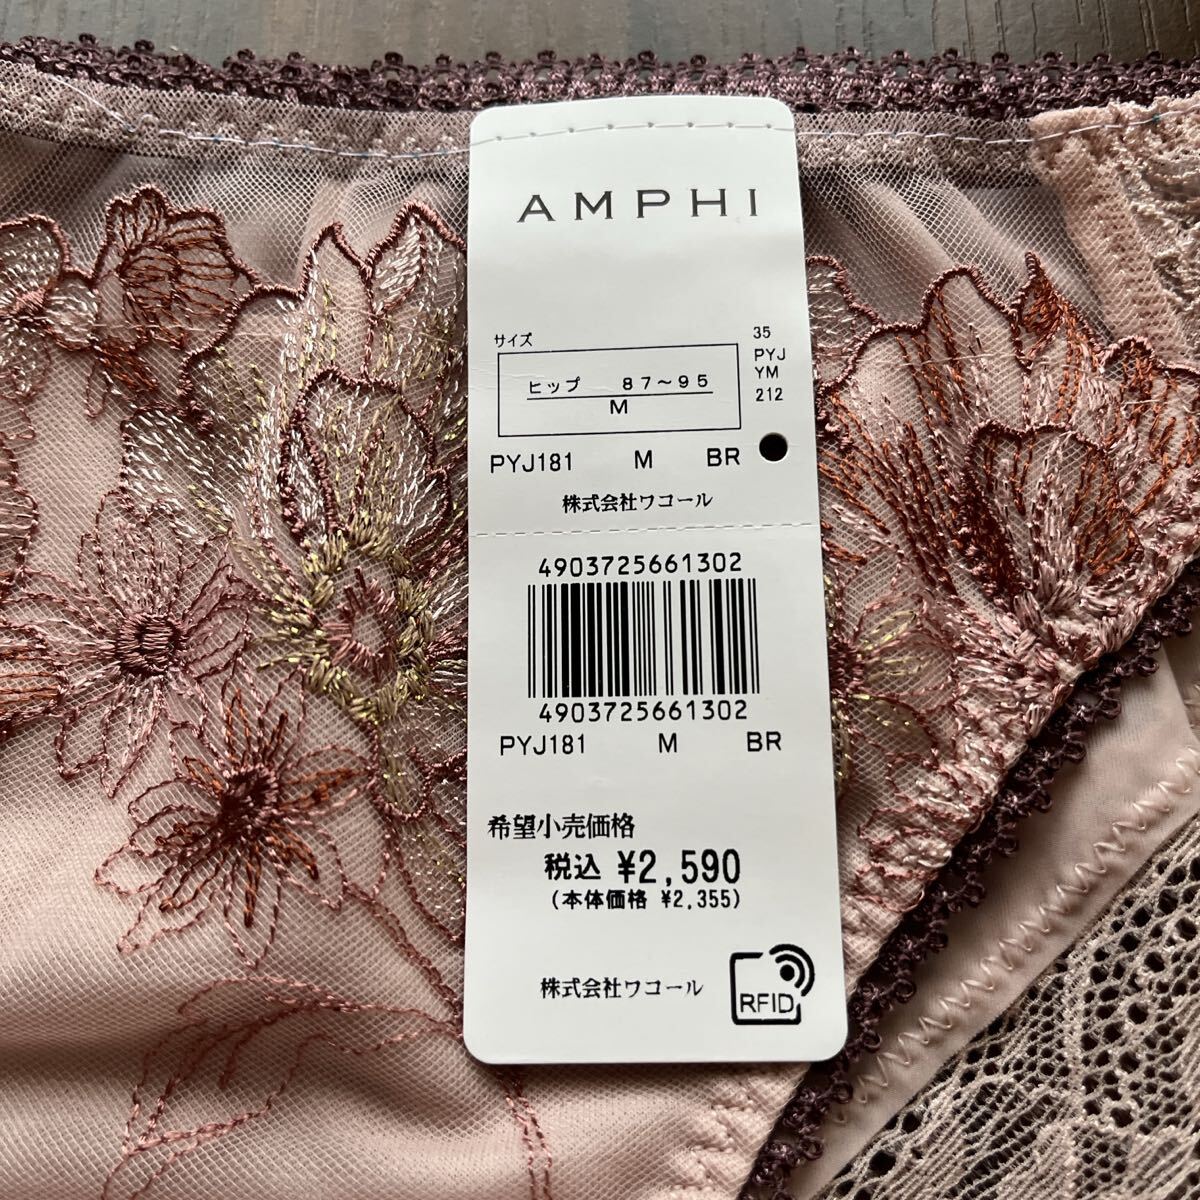 AMPHI
サイズ
ヒップ 87～95
M
35
PYJ
YM
212
PYJ181 M BR
株式会社ワコール
4903725661302
4903725661302
PYJ181 M BR
希望小売価格
税込 ¥2,590
(本体価格 ¥2,355)
株式会社ワコール
RFID